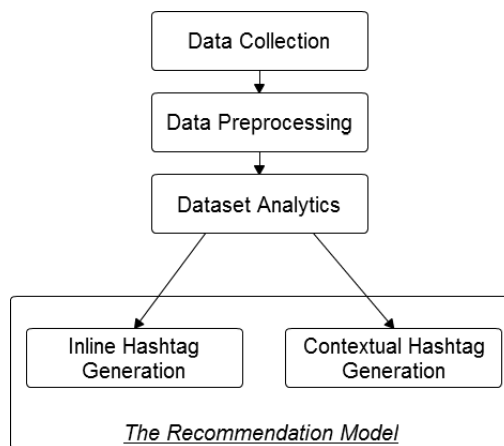 Data Collection
Data Preprocessing
Dataset Analytics
Inline Hashtag
Generation
Contextual Hashtag
Generation
The Recommendation Model